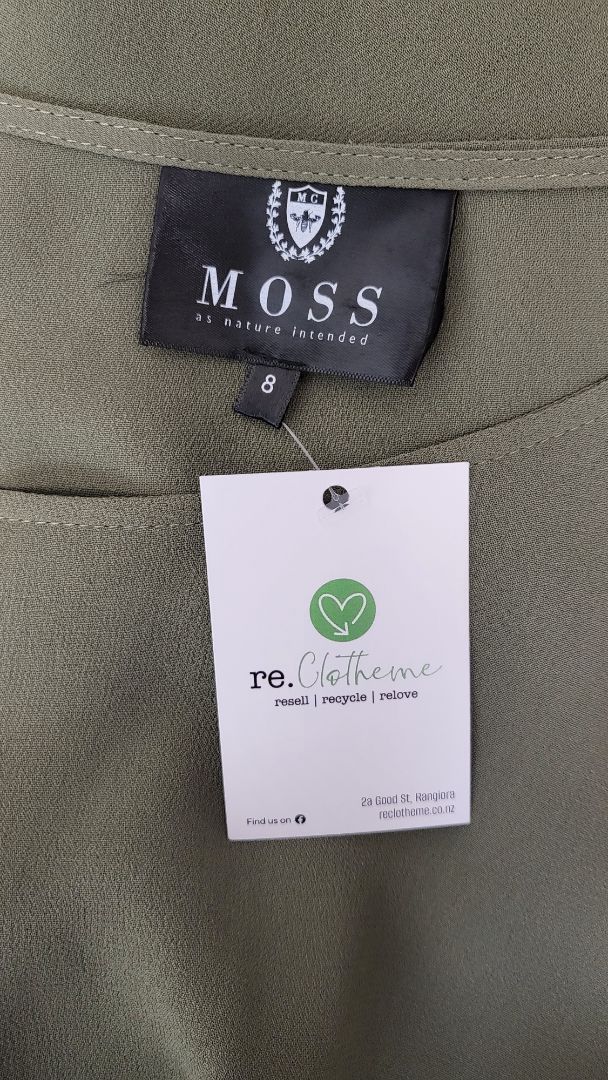 MC
MOSS
as nature intended
8
re.Clotheme
resell | recycle | relove
2a Good St, Rangiora
reclotheme.co.nz
Find us on